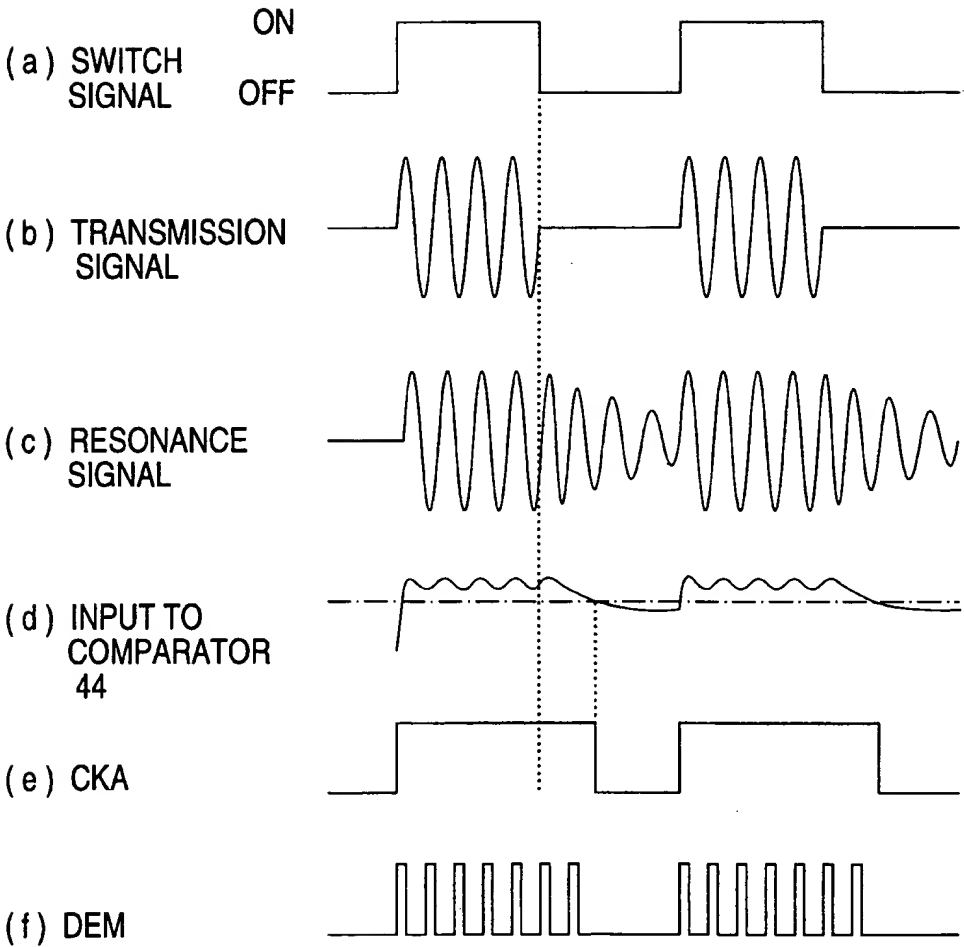 ON
(a) SWITCH
SIGNAL OFF
(b) TRANSMISSION
SIGNAL
(c) RESONANCE
SIGNAL
(d) INPUT TO
COMPARATOR
44
(e) CKA
(f) DEM